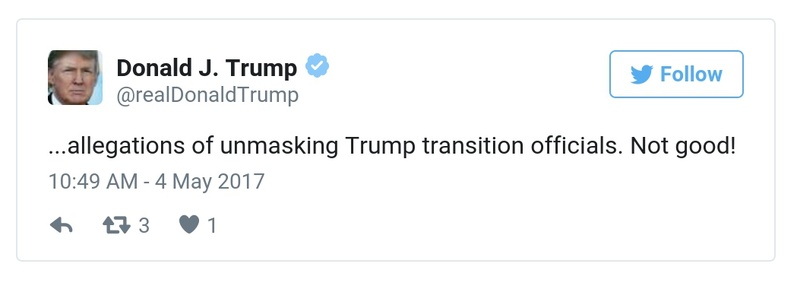 Donald J. Trump
@realDonaldTrump
Follow
...allegations of unmasking Trump transition officials. Not good!
10:49 AM - 4 May 2017
3 1